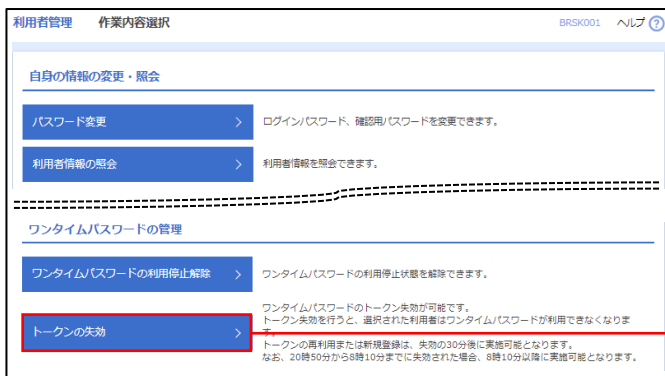 利用者管理 作業内容選択 BRSK001 ヘルプ ?
自身の情報の変更・照会
パスワード変更 ログインパスワード、確認用パスワードを変更できます。
利用者情報の照会 利用者情報を照会できます。
ワンタイムパスワードの管理
ワンタイムパスワードの利用停止解除 ワンタイムパスワードの利用停止状態を解除できます。
ワンタイムパスワードのトークン失効が可能です。
トークン失効を行うと、選択された利用者はワンタイムパスワードが利用できなくなりま
トークンの失効 す。
トークンの再利用または新規登録は、失効の30分後に実施可能となります。
なお、20時50分から8時10分までに失効された場合、8時10分以降に実施可能となります。